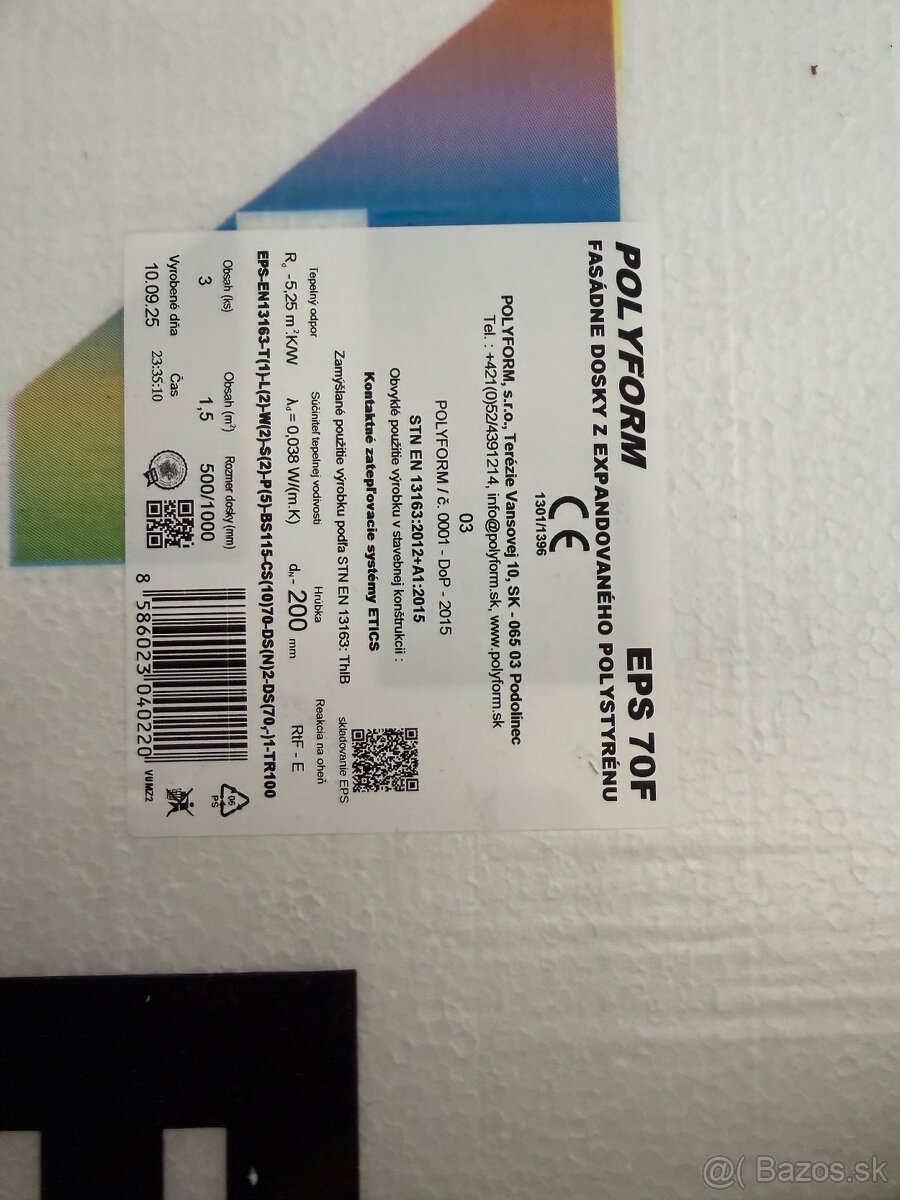 POLYFORM EPS 70F
FASÁDNE DOSKY Z EXPANDOVANÉHO POLYSTYRÉNU
CE
1301/1396
POLYFORM, s.r.o., Terézie Vansovej 10, SK - 065 03 Podolínec
Tel. : +421(0)52/4391214, info@polyform.sk, www.polyform.sk
03
POLYFORM / č. 0001 - DoP - 2015
STN EN 13163:2012+A1:2015
Obvyklé použitie výrobku v stavebnej konštrukcii :
Kontaktné zatepľovacie systémy ETICS
Zamýšlané použitie výrobku podľa STN EN 13163: ThIB
skladovanie EPS
Tepelný odpor Súčiniteľ tepelnej vodivosti Hrúbka Reakcia na oheň
Rd -5,25 m²K/W λd = 0,038 W/(m.K) dN - 200 mm RtF - E
EPS-EN13163-T(1)-L(2)-W(2)-S(2)-P(5)-BS115-CS(10)70-DS(N)2-DS(70,-)1-TR100
Obsah (ks) Obsah (m²) Rozmer dosky (mm)
3 1,5 500/1000
Vyrobené dňa Čas
10.09.25 23:35:10
8 586023 040220
VUMZ2
06
PS
@( Bazos.sk